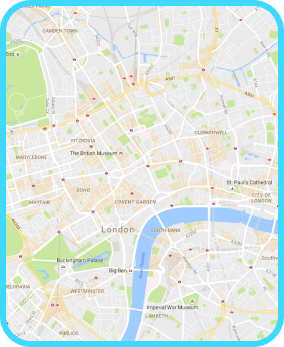 CAMDEN TOWN
A501
CLERKENWELL
FITZROVIA
The British Museum
MARYLEBONE
St. Paul's Cathedral
SOHO
CITY OF
LONDON
MAYFAIR
COVENT GARDEN
London
SOUTH BANK
Buckingham Palace
Big Ben
BELGRAVIA
WESTMINSTER
Imperial War Museum
LAMBETH
PIMLICO